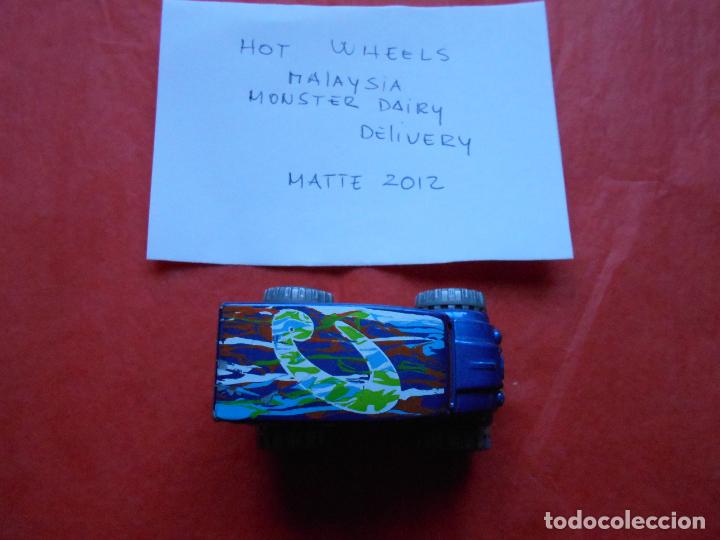 HOT WHEELS
MALAYSIA
MONSTER DAIRY
DELIVERY
MATTE 2012
todocoleccion